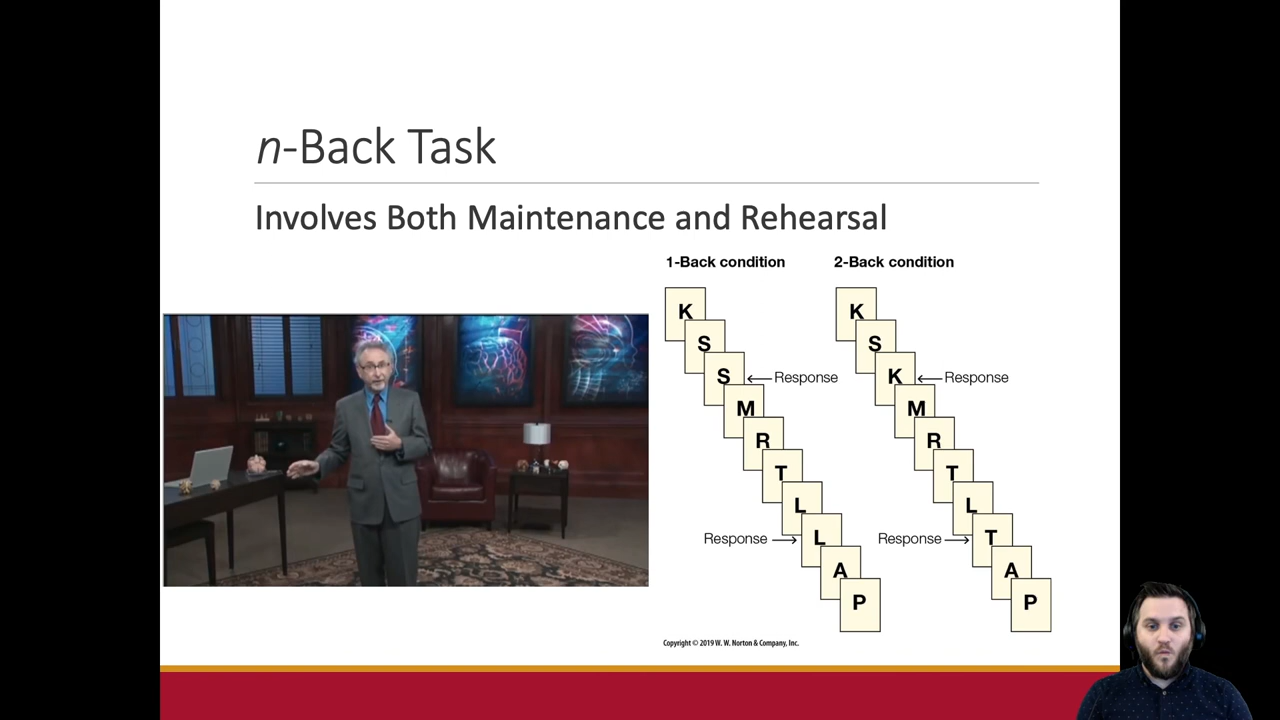 n-Back Task
Involves Both Maintenance and Rehearsal
1-Back condition
K
S
S
Response
M
R
T
L
Response
L
A
P
2-Back condition
K
S
K
Response
M
R
T
L
Response
T
A
P
Copyright © 2019 W. W. Norton & Company, Inc.